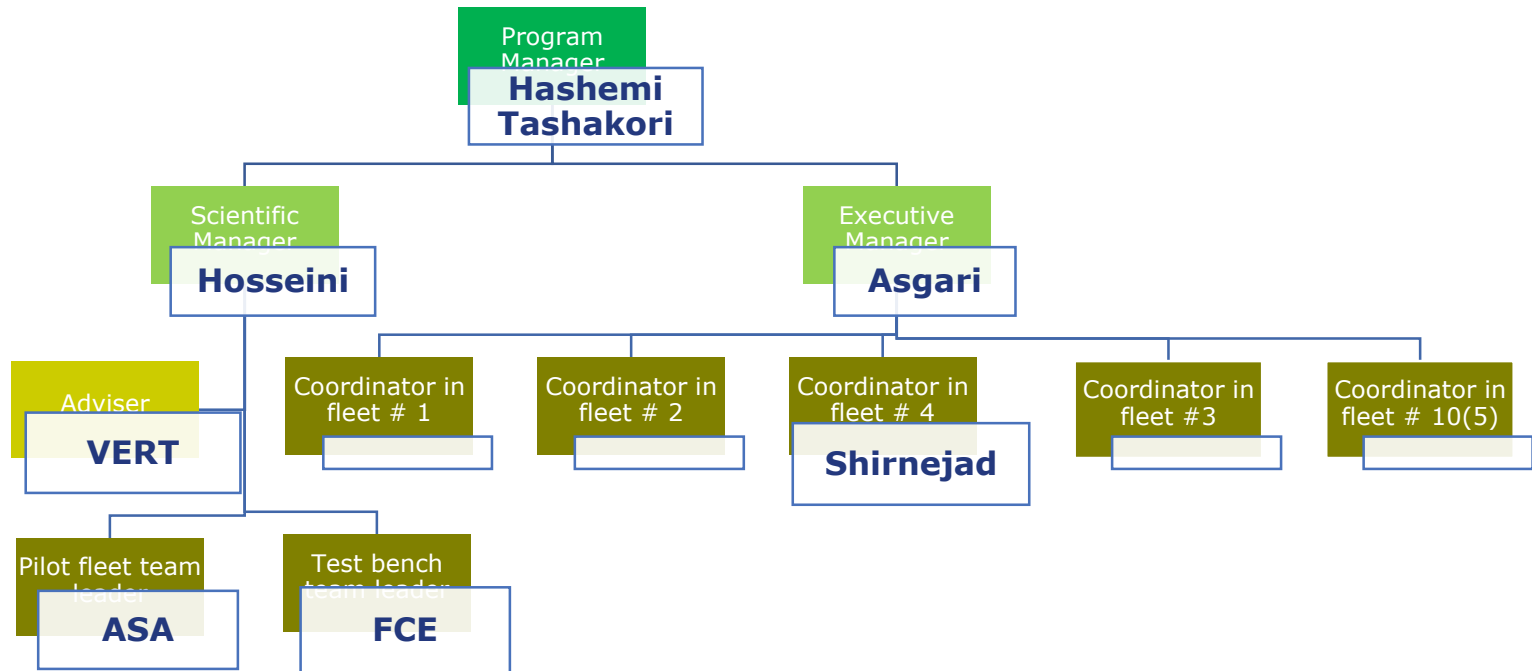 Program
Manager
Hashemi
Tashakori
Scientific
Manager
Hosseini
Executive
Manager
Asgari
Adviser
VERT
Coordinator in
fleet # 1
Coordinator in
fleet # 2
Coordinator in
fleet # 4
Shirnejad
Coordinator in
fleet #3
Coordinator in
fleet # 10(5)
Pilot fleet team
leader
ASA
Test bench
team leader
FCE